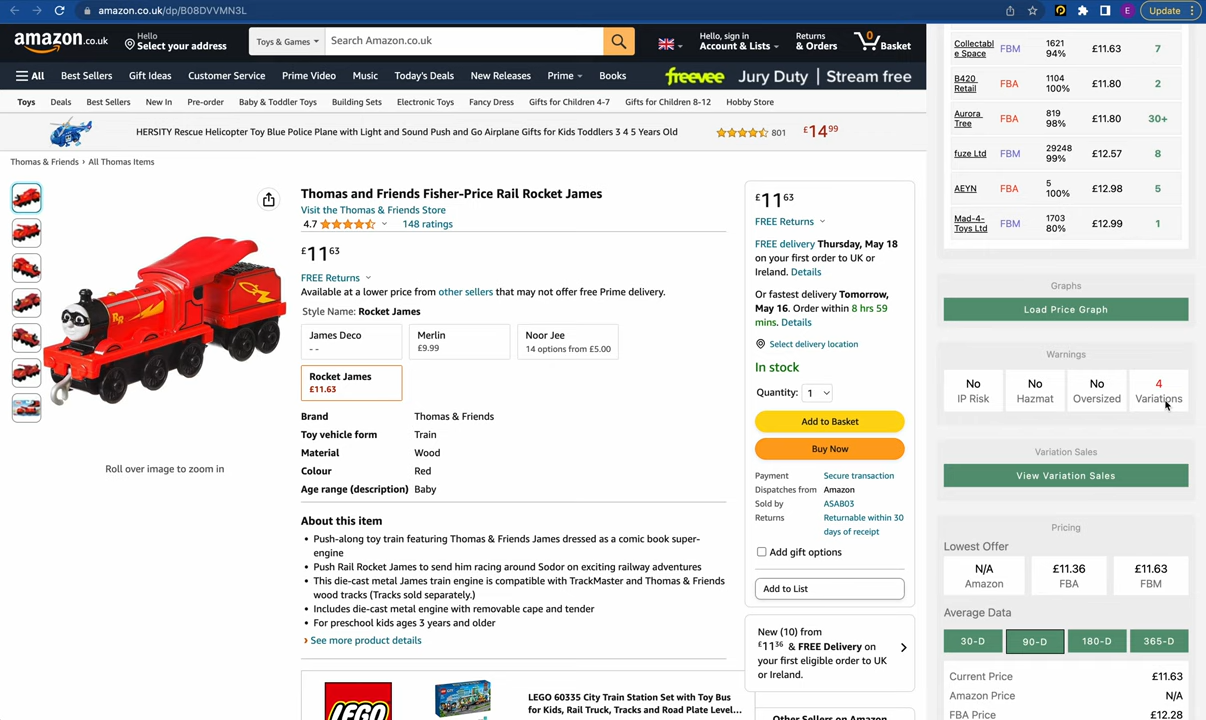 amazon.co.uk/dp/B08DVVMN3L
E
Update
amazon.co.uk
Hello
Select your address
Toys & Games
Search Amazon.co.uk
Hello, sign in
Account & Lists
Returns
& Orders
0
Basket
All
Best Sellers
Gift Ideas
Customer Service
Prime Video
Music
Today's Deals
New Releases
Prime
Books
freevee Jury Duty | Stream free
Toys
Deals
Best Sellers
New In
Pre-order
Baby & Toddler Toys
Building Sets
Electronic Toys
Fancy Dress
Gifts for Children 4-7
Gifts for Children 8-12
Hobby Store
HERSITY Rescue Helicopter Toy Blue Police Plane with Light and Sound Push and Go Airplane Gifts for Kids Toddlers 3 4 5 Years Old
801
£1499
Thomas & Friends › All Thomas Items
RR
Roll over image to zoom in
Thomas and Friends Fisher-Price Rail Rocket James
Visit the Thomas & Friends Store
4.7
148 ratings
£1163
FREE Returns
Available at a lower price from other sellers that may not offer free Prime delivery.
Style Name: Rocket James
James Deco
- -
Merlin
£9.99
Noor Jee
14 options from £5.00
Rocket James
£11.63
Brand Thomas & Friends
Toy vehicle form Train
Material Wood
Colour Red
Age range (description) Baby
About this item
• Push-along toy train featuring Thomas & Friends James dressed as a comic book super-
engine
• Push Rail Rocket James to send him racing around Sodor on exciting railway adventures
• This die-cast metal James train engine is compatible with TrackMaster and Thomas & Friends
wood tracks (Tracks sold separately.)
• Includes die-cast metal engine with removable cape and tender
• For preschool kids ages 3 years and older
› See more product details
LEGO
LEGO 60335 City Train Station Set with Toy Bus
for Kids, Rail Truck, Tracks and Road Plate Level...
£1163
FREE Returns
FREE delivery Thursday, May 18
on your first order to UK or
Ireland. Details
Or fastest delivery Tomorrow,
May 16. Order within 8 hrs 59
mins. Details
Select delivery location
In stock
Quantity: 1
Add to Basket
Buy Now
Payment Secure transaction
Dispatches from Amazon
Sold by ASAB03
Returns Returnable within 30
days of receipt
Add gift options
Add to List
New (10) from
£1136 & FREE Delivery on
your first eligible order to UK
or Ireland.
Other Sellers on Amazon
Collectabl
e Space
FBM
1621
94%
£11.63
7
B420
Retail
FBA
1104
100%
£11.80
2
Aurora
Tree
FBA
819
98%
£11.80
30+
fuze Ltd
FBM
29248
99%
£12.57
8
AEYN
FBA
5
100%
£12.98
5
Mad-4-
Toys Ltd
FBM
1703
80%
£12.99
1
Graphs
Load Price Graph
Warnings
No
IP Risk
No
Hazmat
No
Oversized
4
Variations
Variation Sales
View Variation Sales
Pricing
Lowest Offer
N/A
Amazon
£11.36
FBA
£11.63
FBM
Average Data
30-D
90-D
180-D
365-D
Current Price £11.63
Amazon Price N/A
FBA Price £12.28